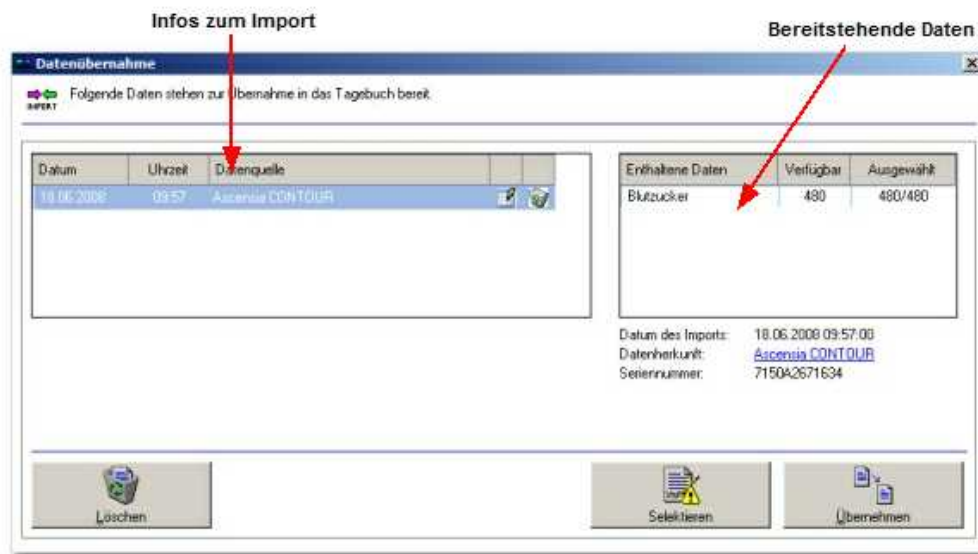 Infos zum Import
Bereitstehende Daten
Datenübernahme
IMPORT
Folgende Daten stehen zur Übernahme in das Tagebuch bereit.
Datum Uhrzeit Datenquelle
18.06.2008 09:57 Ascensia CONTOUR
Enthaltene Daten Verfügbar Ausgewählt
Blutzucker 480 480/480
Datum des Imports: 18.06.2008 09:57:08
Datenherkunft: Ascensia CONTOUR
Seriennummer: 7150A2671634
Löschen
Selektieren
Übernehmen